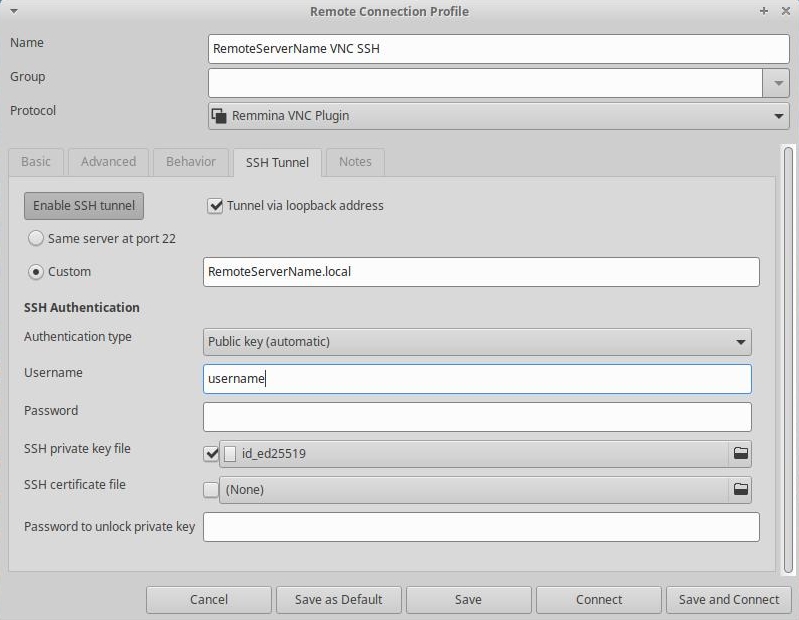 Remote Connection Profile
Name
RemoteServerName VNC SSH
Group
Protocol
Remmina VNC Plugin
Basic Advanced Behavior SSH Tunnel Notes
Enable SSH tunnel
Tunnel via loopback address
Same server at port 22
Custom
RemoteServerName.local
SSH Authentication
Authentication type
Public key (automatic)
Username
username
Password
SSH private key file
id_ed25519
SSH certificate file
(None)
Password to unlock private key
Cancel Save as Default Save Connect Save and Connect